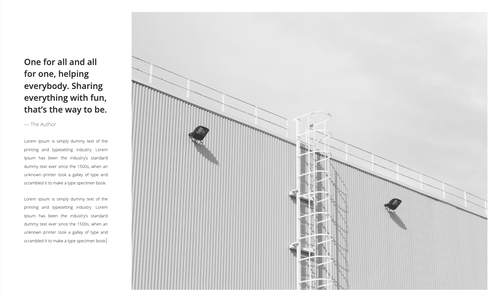 One for all and all
for one, helping
everybody. Sharing
everything with fun,
that's the way to be.
— The Author
Lorem Ipsum is simply dummy text of the
printing and typesetting industry. Lorem
Ipsum has been the industry's standard
dummy text ever since the 1500s, when an
unknown printer took a galley of type and
scrambled it to make a type specimen book.
Lorem Ipsum is simply dummy text of the
printing and typesetting industry. Lorem
Ipsum has been the industry's standard
dummy text ever since the 1500s, when an
unknown printer took a galley of type and
scrambled it to make a type specimen book]